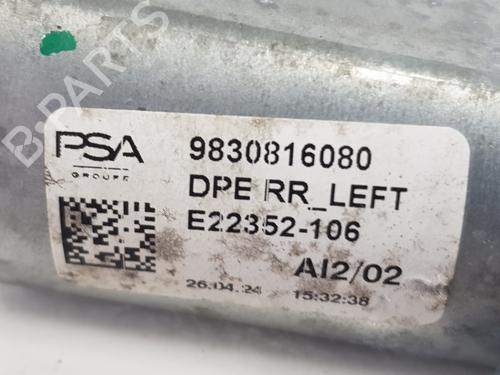 B-PARTS
PSA
GROUPE
9830816080
DPE RR_LEFT
E22352-106
AI2/02
26.04.24 15:32:38